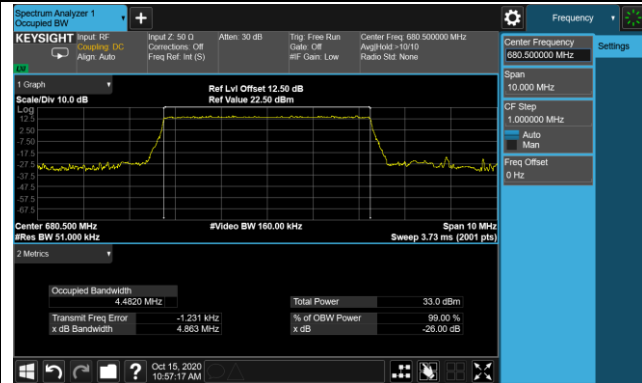 Spectrum Analyzer 1
Occupied BW
Frequency
KEYSIGHT
Input: RF
Coupling: DC
Align: Auto
Input Z: 50 Ω
Corrections: Off
Freq Ref: Int (S)
Atten: 30 dB
Trig: Free Run
Gate: Off
#IF Gain: Low
Center Freq: 680.500000 MHz
Avg|Hold:>10/10
Radio Std: None
Center Frequency
680.500000 MHz
Settings
Span
10.000 MHz
CF Step
1.000000 MHz
Auto
Man
Freq Offset
0 Hz
1 Graph
Scale/Div 10.0 dB
Ref Lvl Offset 12.50 dB
Ref Value 22.50 dBm
Log
12.5
2.50
-7.50
-17.5
-27.5
-37.5
-47.5
-57.5
-67.5
Center 680.500 MHz
#Video BW 160.00 kHz
Span 10 MHz
#Res BW 51.000 kHz
Sweep 3.73 ms (2001 pts)
2 Metrics
Occupied Bandwidth
4.4820 MHz
Total Power 33.0 dBm
Transmit Freq Error -1.231 kHz
% of OBW Power 99.00 %
x dB Bandwidth 4.863 MHz
x dB -26.00 dB
?
Oct 15, 2020
10:57:17 AM